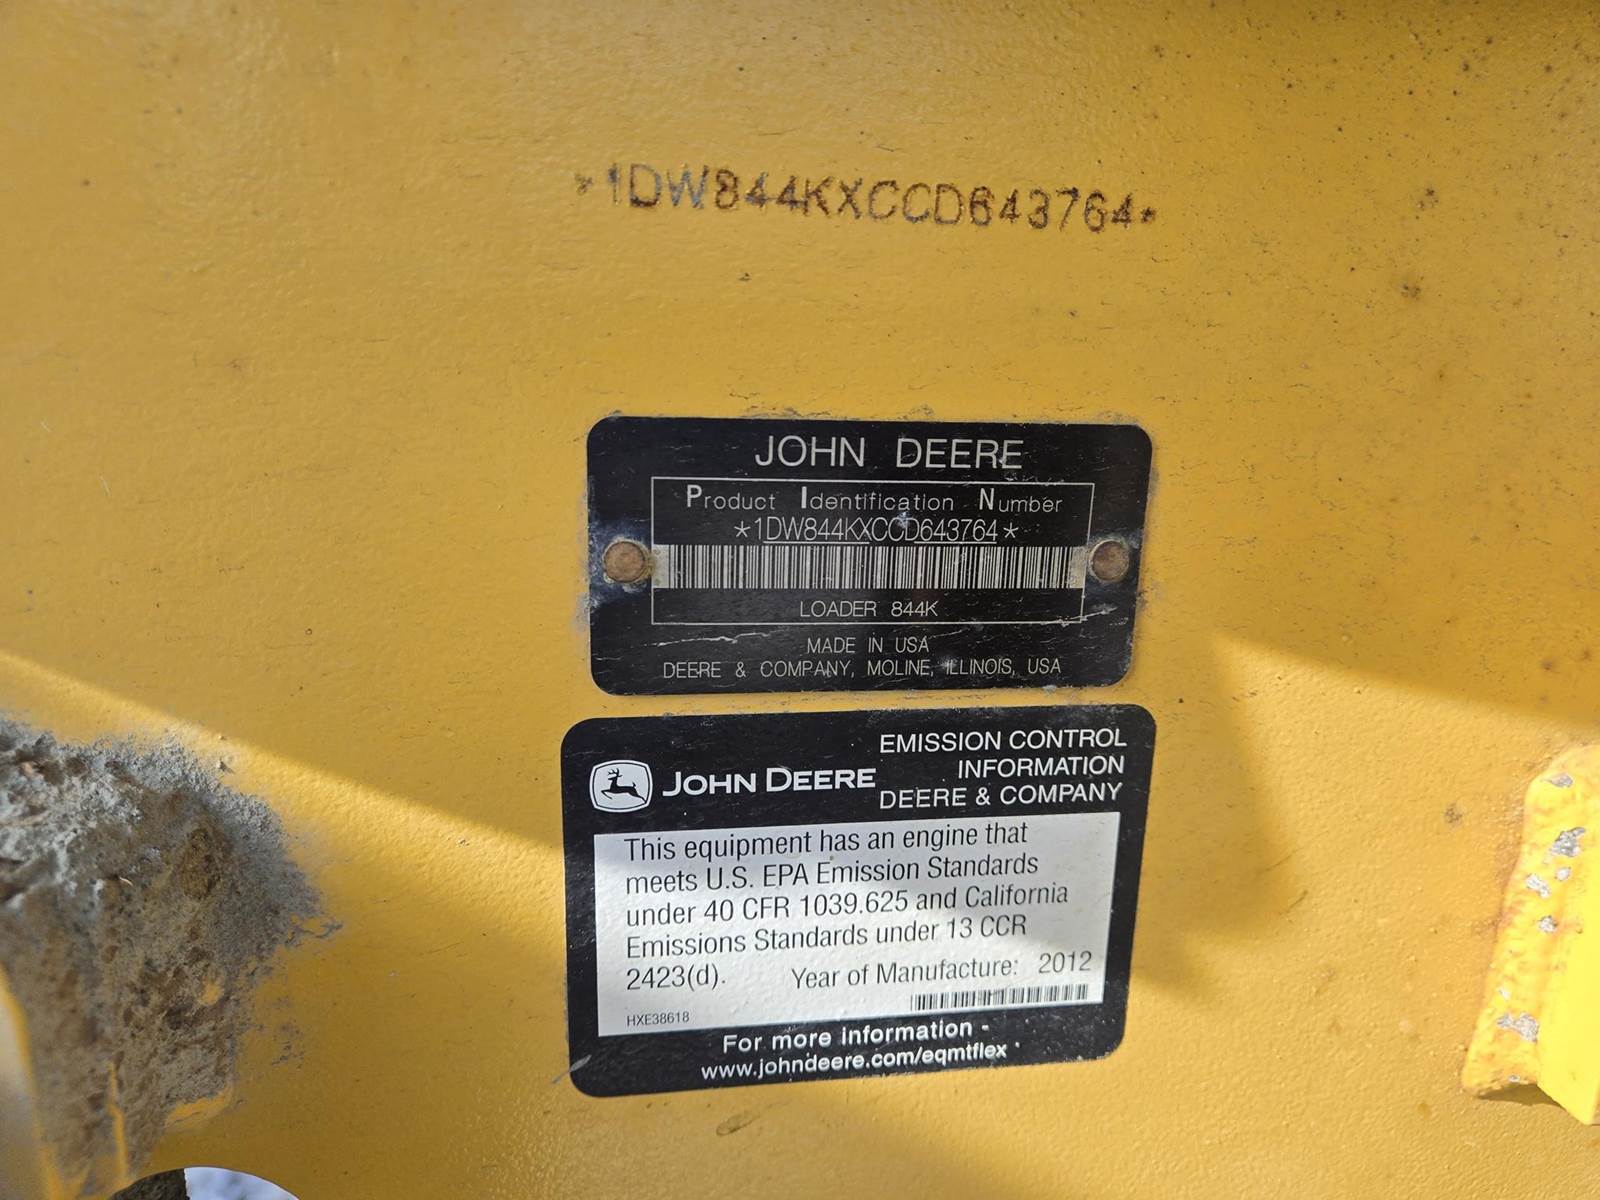 *1DW844KXCCD643764*
JOHN DEERE
Product Identification Number
*1DW844KXCCD643764*
LOADER 844K
MADE IN USA
DEERE & COMPANY, MOLINE, ILLINOIS, USA
JOHN DEERE
EMISSION CONTROL
INFORMATION
DEERE & COMPANY
This equipment has an engine that
meets U.S. EPA Emission Standards
under 40 CFR 1039.625 and California
Emissions Standards under 13 CCR
2423(d). Year of Manufacture: 2012
HXE38618
For more information -
www.johndeere.com/eqmtflex